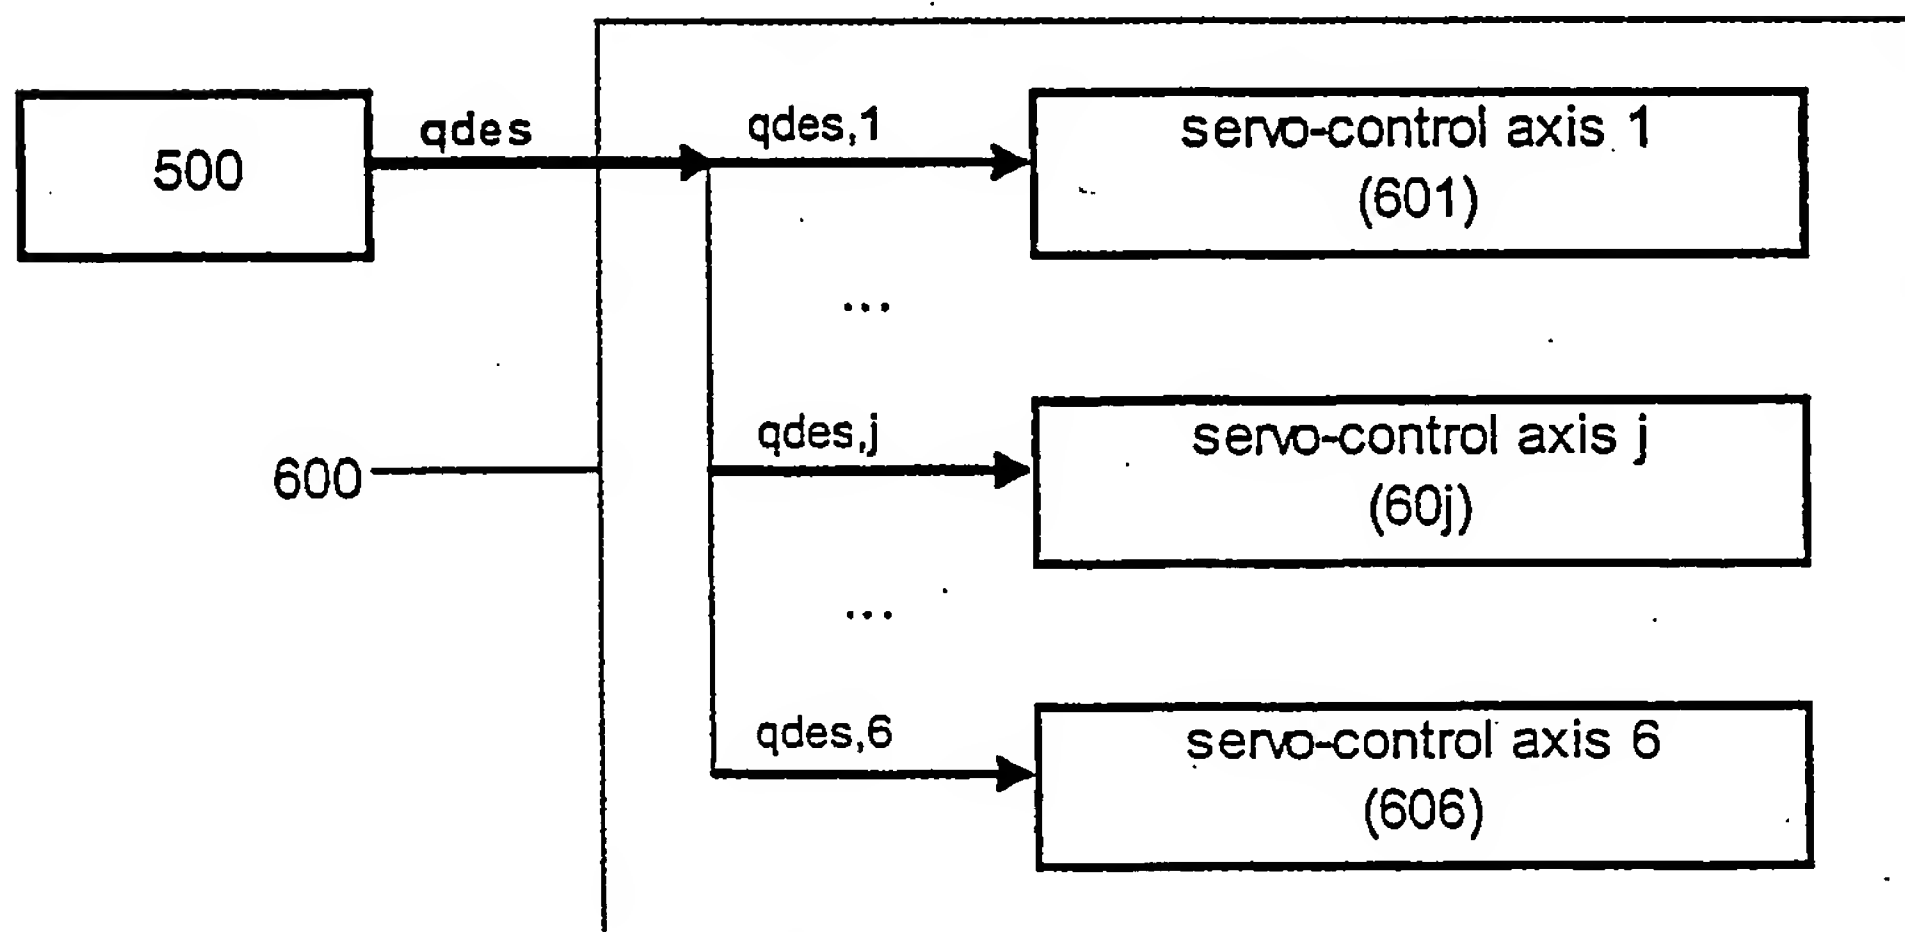 500
qdes
qdes,1
servo-control axis 1
(601)
...
600
qdes,j
servo-control axis j
(60j)
...
qdes,6
servo-control axis 6
(606)